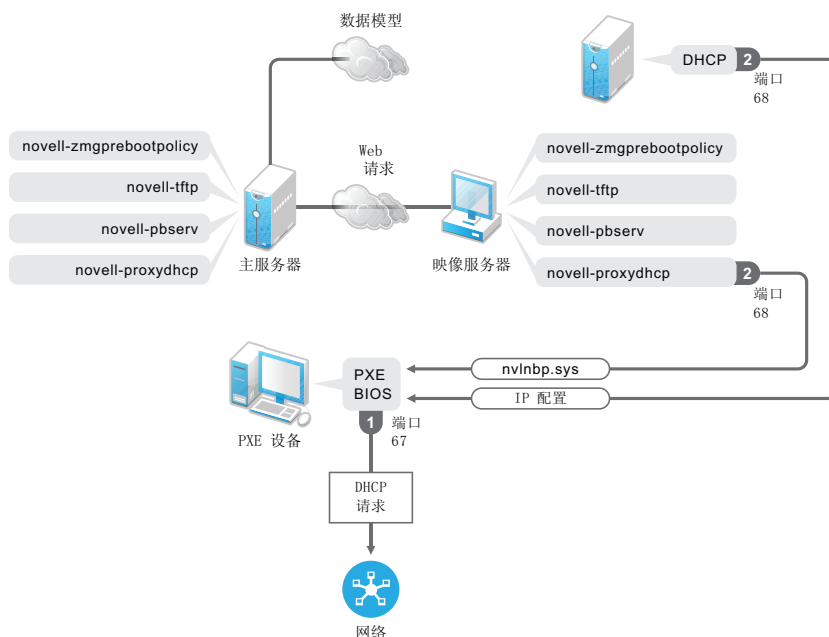 数据模型
DHCP
2
端口
68
novell-zmgprebootpolicy
novell-tftp
novell-pbserv
novell-proxydhcp
主服务器
Web
请求
映像服务器
novell-zmgprebootpolicy
novell-tftp
novell-pbserv
novell-proxydhcp
2
端口
68
PXE 设备
PXE
BIOS
1
端口
67
nvlnbp.sys
IP 配置
DHCP
请求
网络